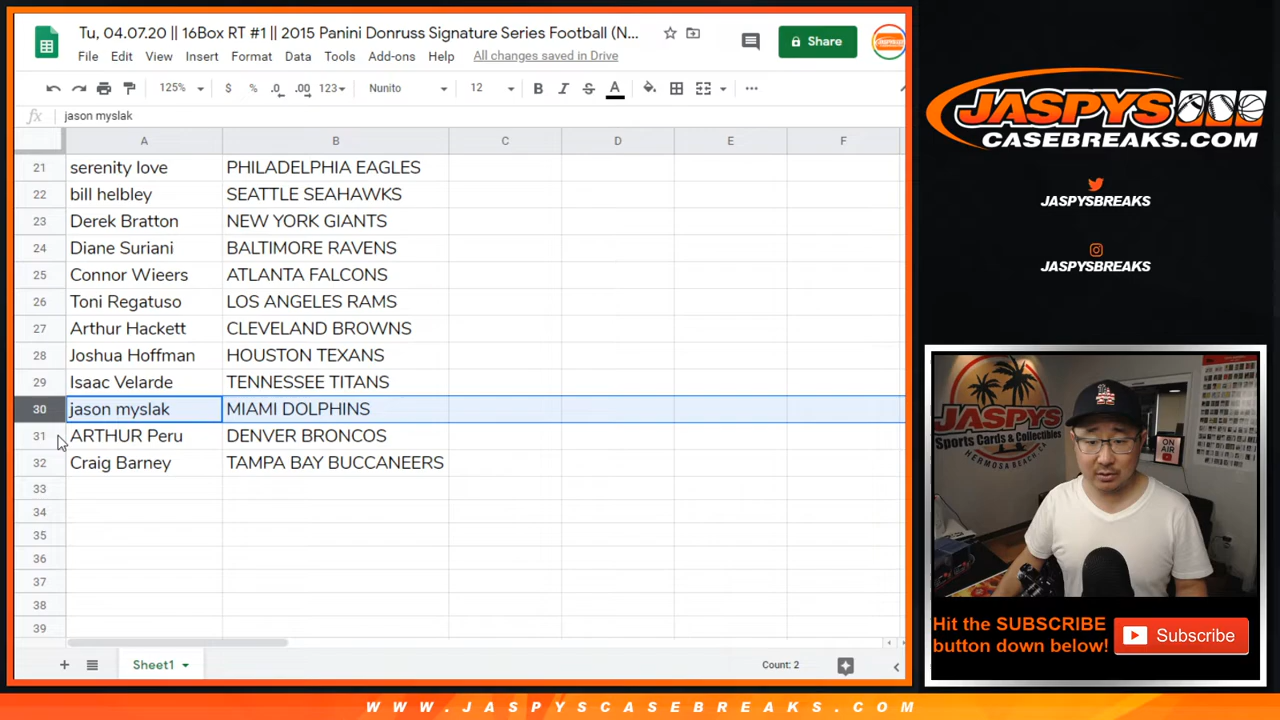 Tu, 04.07.20 || 16Box RT #1 || 2015 Panini Donruss Signature Series Football (N...
Share
File Edit View Insert Format Data Tools Add-ons Help All changes saved in Drive
125% $ % .0 .00 123 Nunito 12 B I S A
fx jason myslak
A B C D E F
21 serenity love PHILADELPHIA EAGLES
22 bill helbley SEATTLE SEAHAWKS
23 Derek Bratton NEW YORK GIANTS
24 Diane Suriani BALTIMORE RAVENS
25 Connor Wieers ATLANTA FALCONS
26 Toni Regatuso LOS ANGELES RAMS
27 Arthur Hackett CLEVELAND BROWNS
28 Joshua Hoffman HOUSTON TEXANS
29 Isaac Velarde TENNESSEE TITANS
30 jason myslak MIAMI DOLPHINS
31 ARTHUR Peru DENVER BRONCOS
32 Craig Barney TAMPA BAY BUCCANEERS
33
34
35
36
37
38
39
Sheet1 Count: 2
JASPYS
CASEBREAKS.COM
JASPYSBREAKS
JASPYSBREAKS
JASPYS
Sports Cards & Collectibles
HERMOSA BEACH CA
ON AIR
Hit the SUBSCRIBE
button down below!
Subscribe
WWW.JASPYSCASEBREAKS.COM